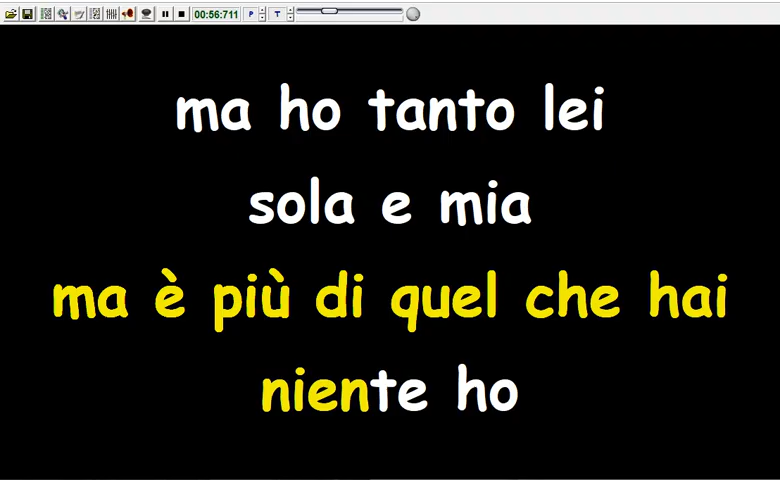 00:56:711
P
T
ma ho tanto lei
sola e mia
ma è più di quel che hai
niente ho